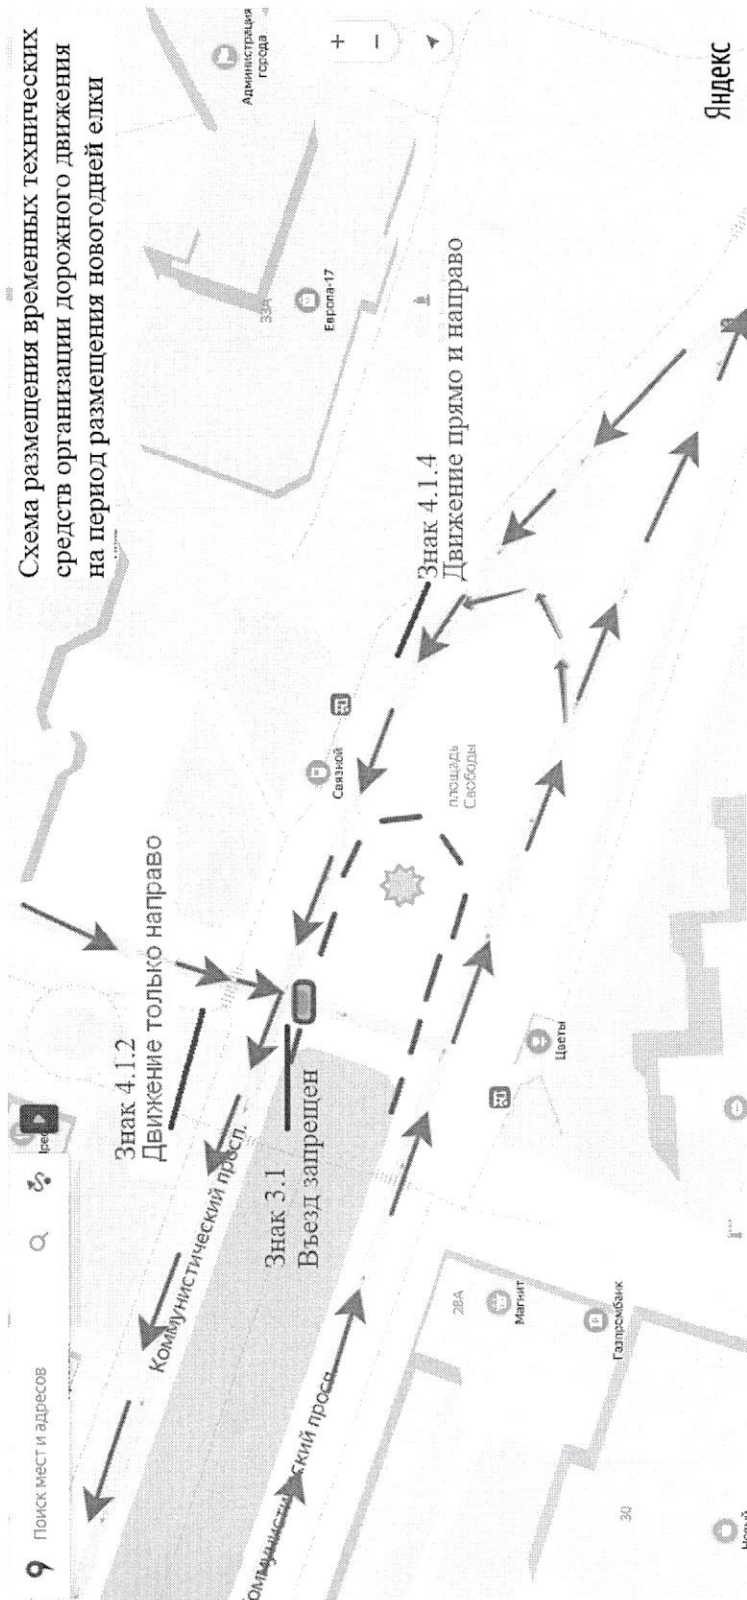 Схема размещения временных технических
средств организации дорожного движения
на период размещения новогодней елки
Поиск мест и адресов
Администрация
города
+
−
33А
Европа-17
Знак 4.1.2
Движение только направо
Связной
Знак 4.1.4
Движение прямо и направо
площадь
Свободы
Коммунистический просп.
Знак 3.1
Въезд запрещен
Коммунистический просп.
Цветы
28А
Магнит
Газпромбанк
30
Новый
Яндекс